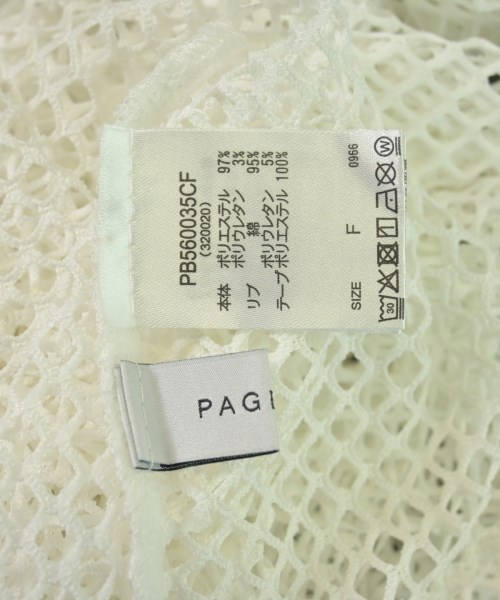 PB560035CF
(320020)
本体 ポリエステル 97%
ポリウレタン 3%
リブ 綿 95%
ポリウレタン 5%
テープ ポリエステル 100%
SIZE F 0966
30
W
PAG